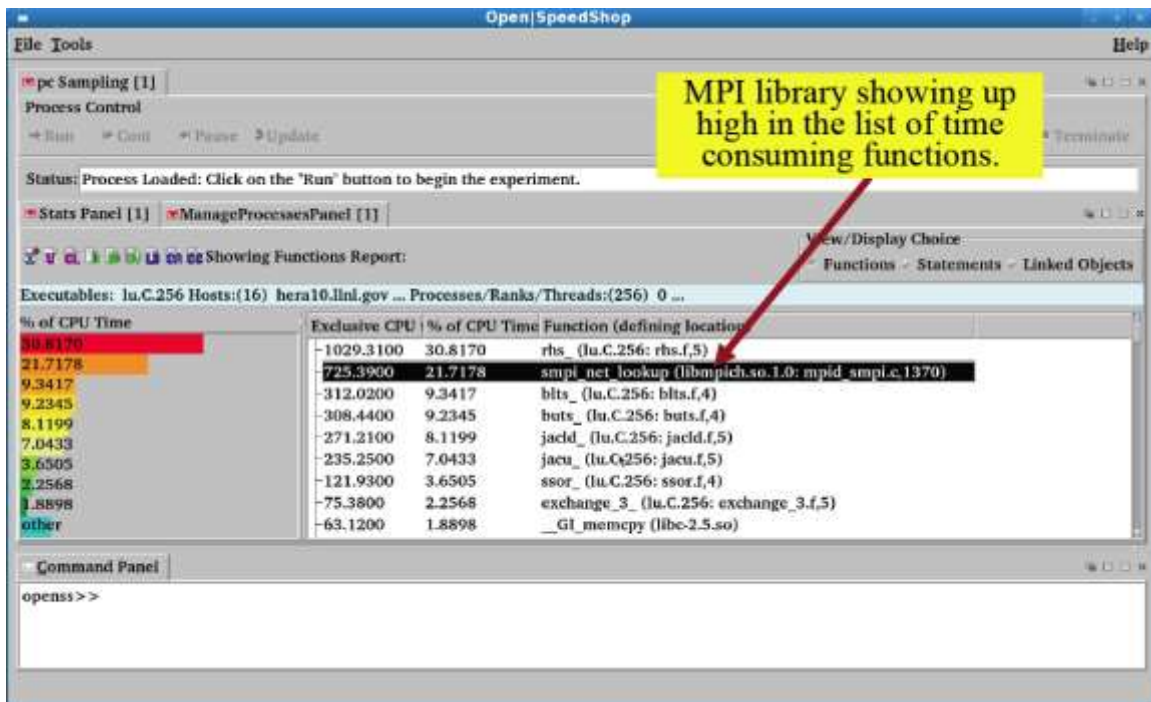 Open|SpeedShop
File Tools Help
pc Sampling [1]
Process Control
Run Cont Pause Update Terminate
MPI library showing up
high in the list of time
consuming functions.
Status: Process Loaded: Click on the "Run" button to begin the experiment.
Stats Panel [1] ManageProcessesPanel [1]
View/Display Choice
Showing Functions Report:
Functions Statements Linked Objects
Executables: lu.C.256 Hosts:(16) hera10.llnl.gov ... Processes/Ranks/Threads:(256) 0 ...
% of CPU Time
30.8170
21.7178
9.3417
9.2345
8.1199
7.0433
3.6505
2.2568
1.8898
other
Exclusive CPU % of CPU Time Function (defining location)
1029.3100 30.8170 rhs_ (lu.C.256: rhs.f,5)
725.3900 21.7178 smpi_net_lookup (libmpich.so.1.0: mpid_smpi.c,1370)
312.0200 9.3417 blts_ (lu.C.256: blts.f,4)
308.4400 9.2345 buts_ (lu.C.256: buts.f,4)
271.2100 8.1199 jacld_ (lu.C.256: jacld.f,5)
235.2500 7.0433 jacu_ (lu.C.256: jacu.f,5)
121.9300 3.6505 ssor_ (lu.C.256: ssor.f,4)
75.3800 2.2568 exchange_3_ (lu.C.256: exchange_3.f,5)
63.1200 1.8898 __GI_memcpy (libc-2.5.so)
Command Panel
openss>>